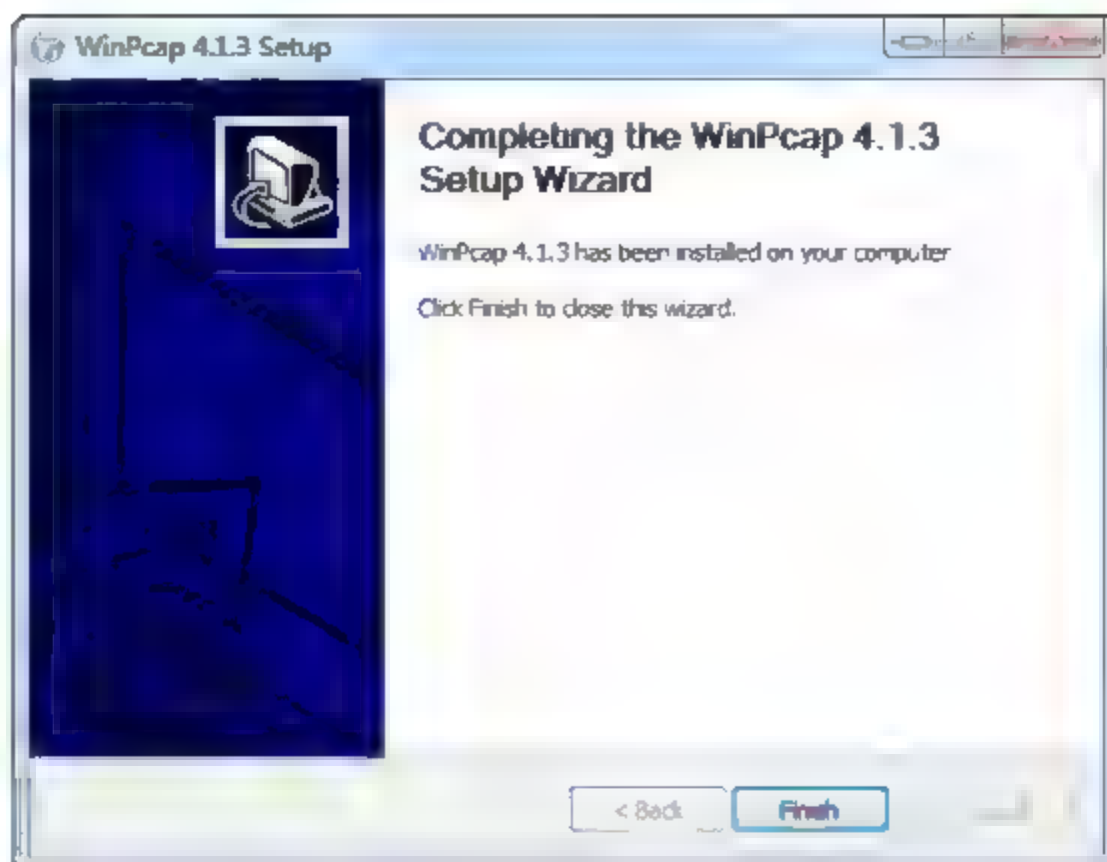 WinPcap 4.1.3 Setup
Completing the WinPcap 4.1.3
Setup Wizard
WinPcap 4.1.3 has been installed on your computer
Click Finish to close this wizard.
< Back
Finish